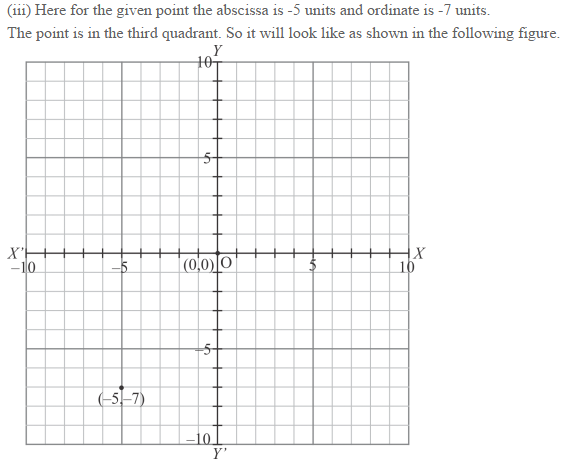 (iii) Here for the given point the abscissa is -5 units and ordinate is -7 units.
The point is in the third quadrant. So it will look like as shown in the following figure.
Y
10
5
X' X
-10 -5 (0,0) O 5 10
-5
(-5,-7)
-10
Y'